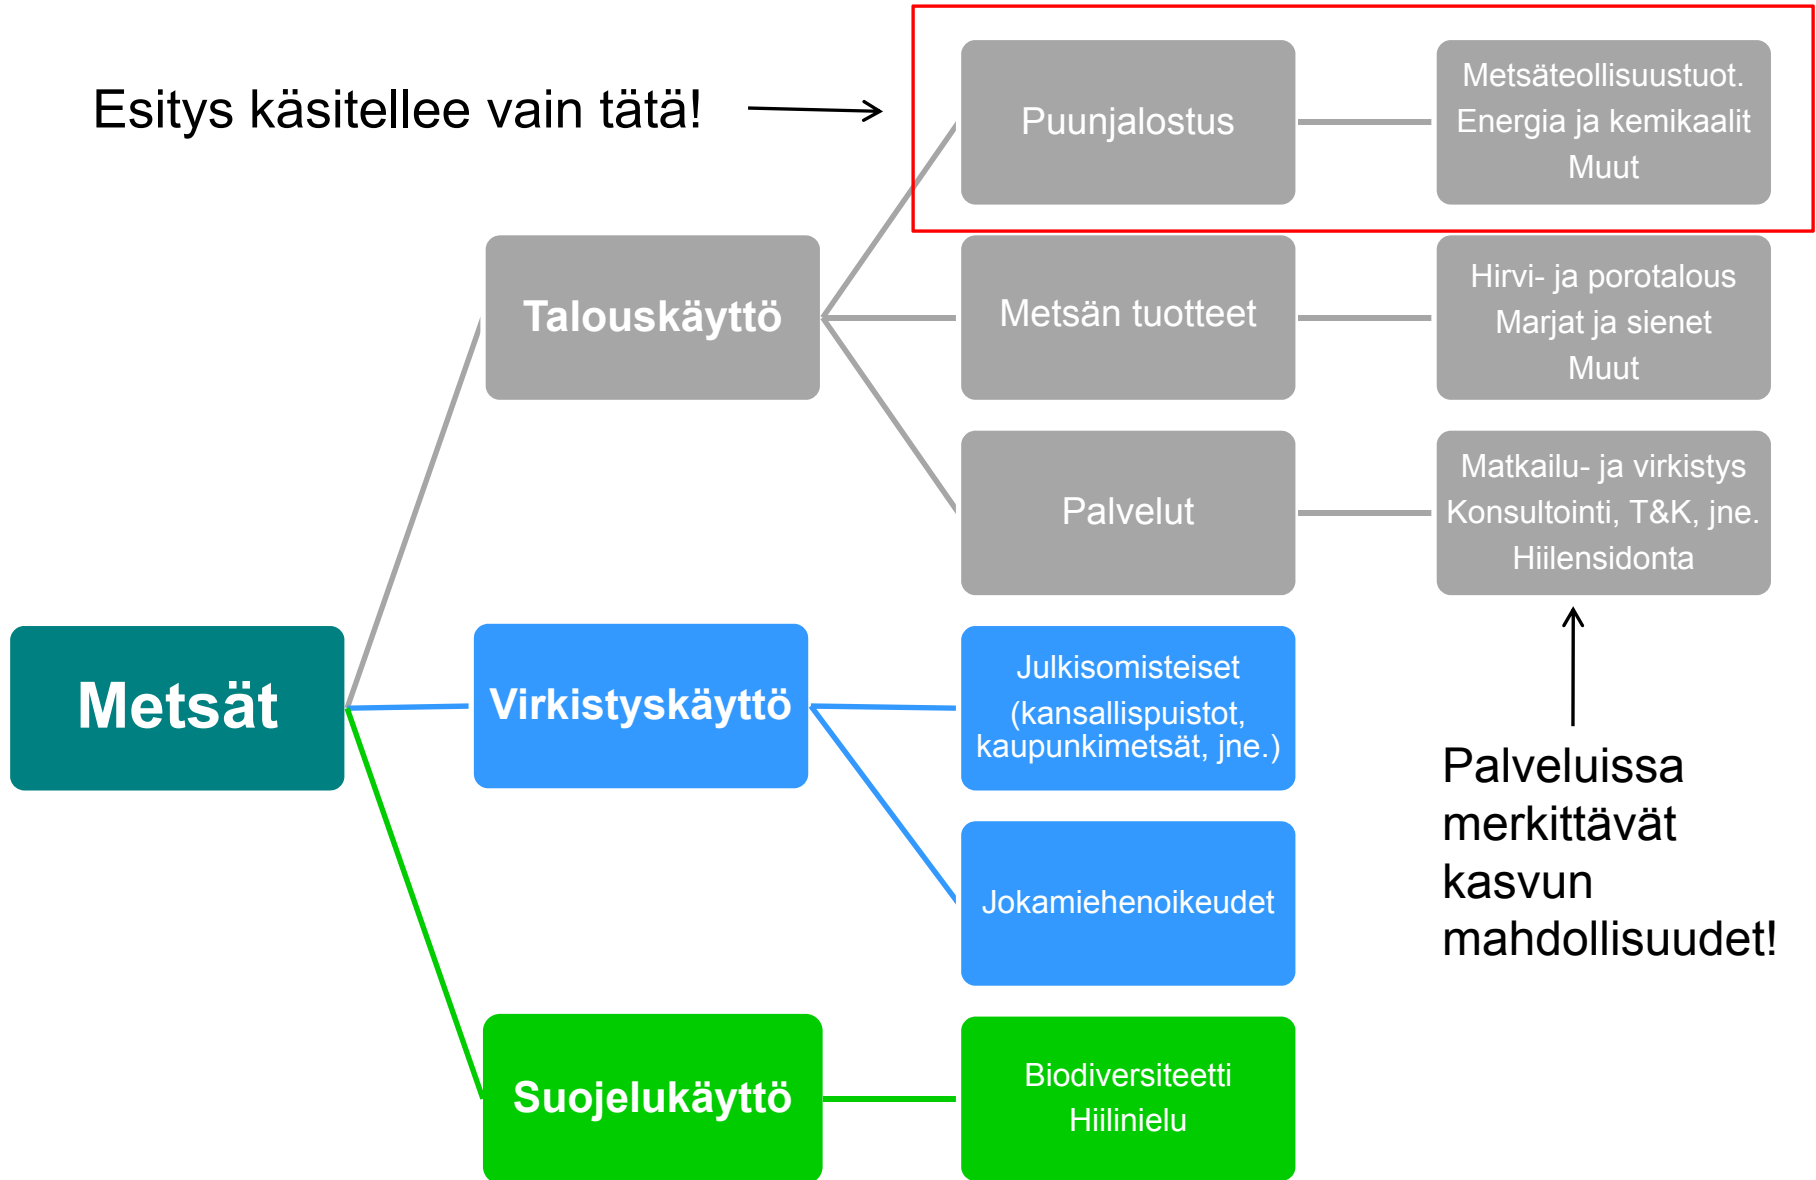 Esitys käsittelee vain tätä!
Puunjalostus
Metsäteollisuustuot.
Energia ja kemikaalit
Muut
Talouskäyttö
Metsän tuotteet
Hirvi- ja porotalous
Marjat ja sienet
Muut
Palvelut
Matkailu- ja virkistys
Konsultointi, T&K, jne.
Hiilensidonta
Metsät
Virkistyskäyttö
Julkisomisteiset
(kansallispuistot,
kaupunkimetsät, jne.)
Jokamiehenoikeudet
Palveluissa
merkittävät
kasvun
mahdollisuudet!
Suojelukäyttö
Biodiversiteetti
Hiilinielu